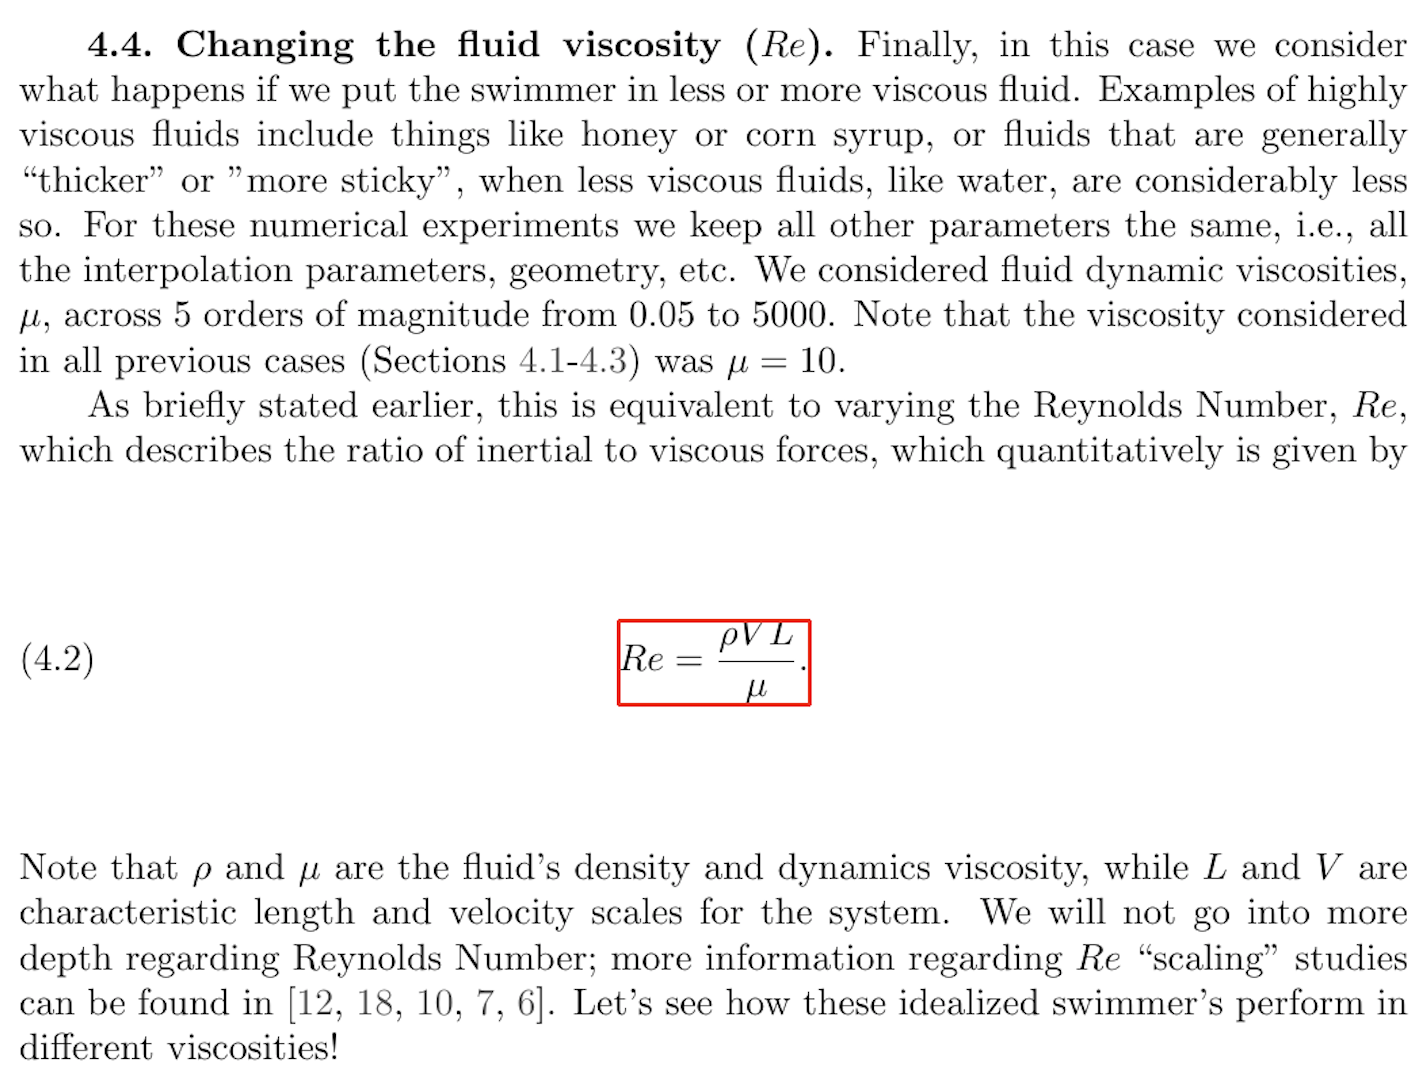 4.4. Changing the fluid viscosity (Re). Finally, in this case we consider
what happens if we put the swimmer in less or more viscous fluid. Examples of highly
viscous fluids include things like honey or corn syrup, or fluids that are generally
“thicker” or ”more sticky”, when less viscous fluids, like water, are considerably less
so. For these numerical experiments we keep all other parameters the same, i.e., all
the interpolation parameters, geometry, etc. We considered fluid dynamic viscosities,
μ, across 5 orders of magnitude from 0.05 to 5000. Note that the viscosity considered
in all previous cases (Sections 4.1-4.3) was μ = 10.
As briefly stated earlier, this is equivalent to varying the Reynolds Number, Re,
which describes the ratio of inertial to viscous forces, which quantitatively is given by
(4.2) Re = ρVL / μ.
Note that ρ and μ are the fluid’s density and dynamics viscosity, while L and V are
characteristic length and velocity scales for the system. We will not go into more
depth regarding Reynolds Number; more information regarding Re “scaling” studies
can be found in [12, 18, 10, 7, 6]. Let’s see how these idealized swimmer’s perform in
different viscosities!